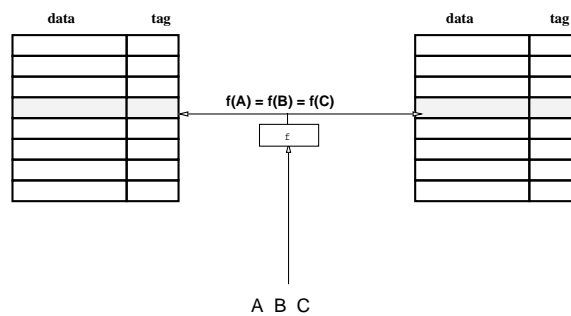 data tag data tag
f(A) = f(B) = f(C)
f
A B C